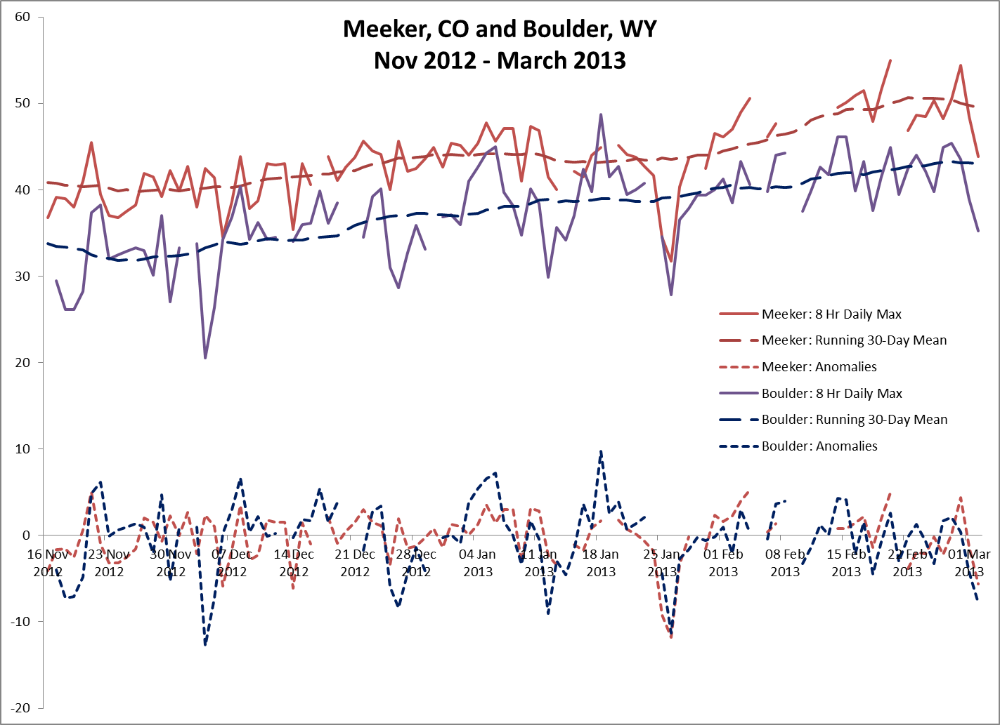 Meeker, CO and Boulder, WY
Nov 2012 - March 2013
60
50
40
30
20
10
0
-10
-20
Meeker: 8 Hr Daily Max
Meeker: Running 30-Day Mean
Meeker: Anomalies
Boulder: 8 Hr Daily Max
Boulder: Running 30-Day Mean
Boulder: Anomalies
16 Nov 23 Nov 30 Nov 07 Dec 14 Dec 21 Dec 28 Dec 04 Jan 11 Jan 18 Jan 25 Jan 01 Feb 08 Feb 15 Feb 22 Feb 01 Mar
2012 2012 2012 2012 2012 2012 2012 2013 2013 2013 2013 2013 2013 2013 2013 2013